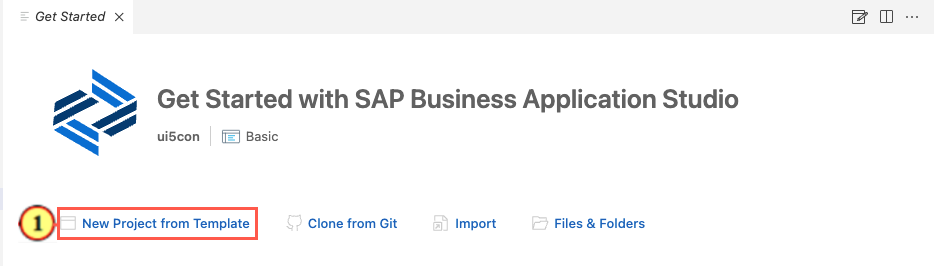 Get Started
Get Started with SAP Business Application Studio
ui5con Basic
1 New Project from Template Clone from Git Import Files & Folders